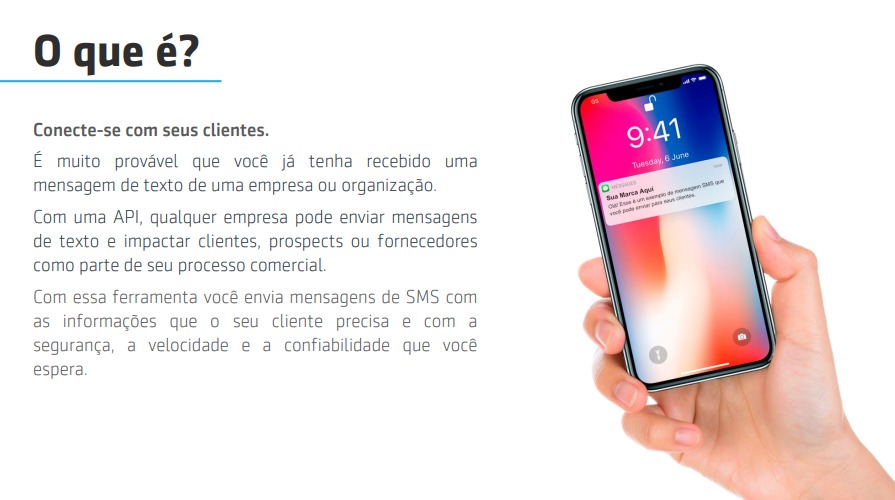 O que é?
Conecte-se com seus clientes.
É muito provável que você já tenha recebido uma
mensagem de texto de uma empresa ou organização.
Com uma API, qualquer empresa pode enviar mensagens
de texto e impactar clientes, prospects ou fornecedores
como parte de seu processo comercial.
Com essa ferramenta você envia mensagens de SMS com
as informações que o seu cliente precisa e com a
segurança, a velocidade e a confiabilidade que você
espera.
9:41
Tuesday, 6 June
MESSAGES
Sua Marca Aqui
Olá! Esse é um exemplo de mensagem SMS que
você pode enviar para seus clientes.